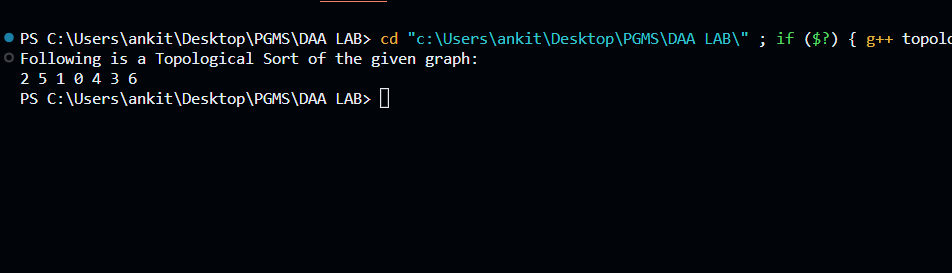 PS C:\Users\ankit\Desktop\PGMS\DAA LAB> cd "c:\Users\ankit\Desktop\PGMS\DAA LAB\" ; if ($?) { g++ topolo
Following is a Topological Sort of the given graph:
2 5 1 0 4 3 6
PS C:\Users\ankit\Desktop\PGMS\DAA LAB>